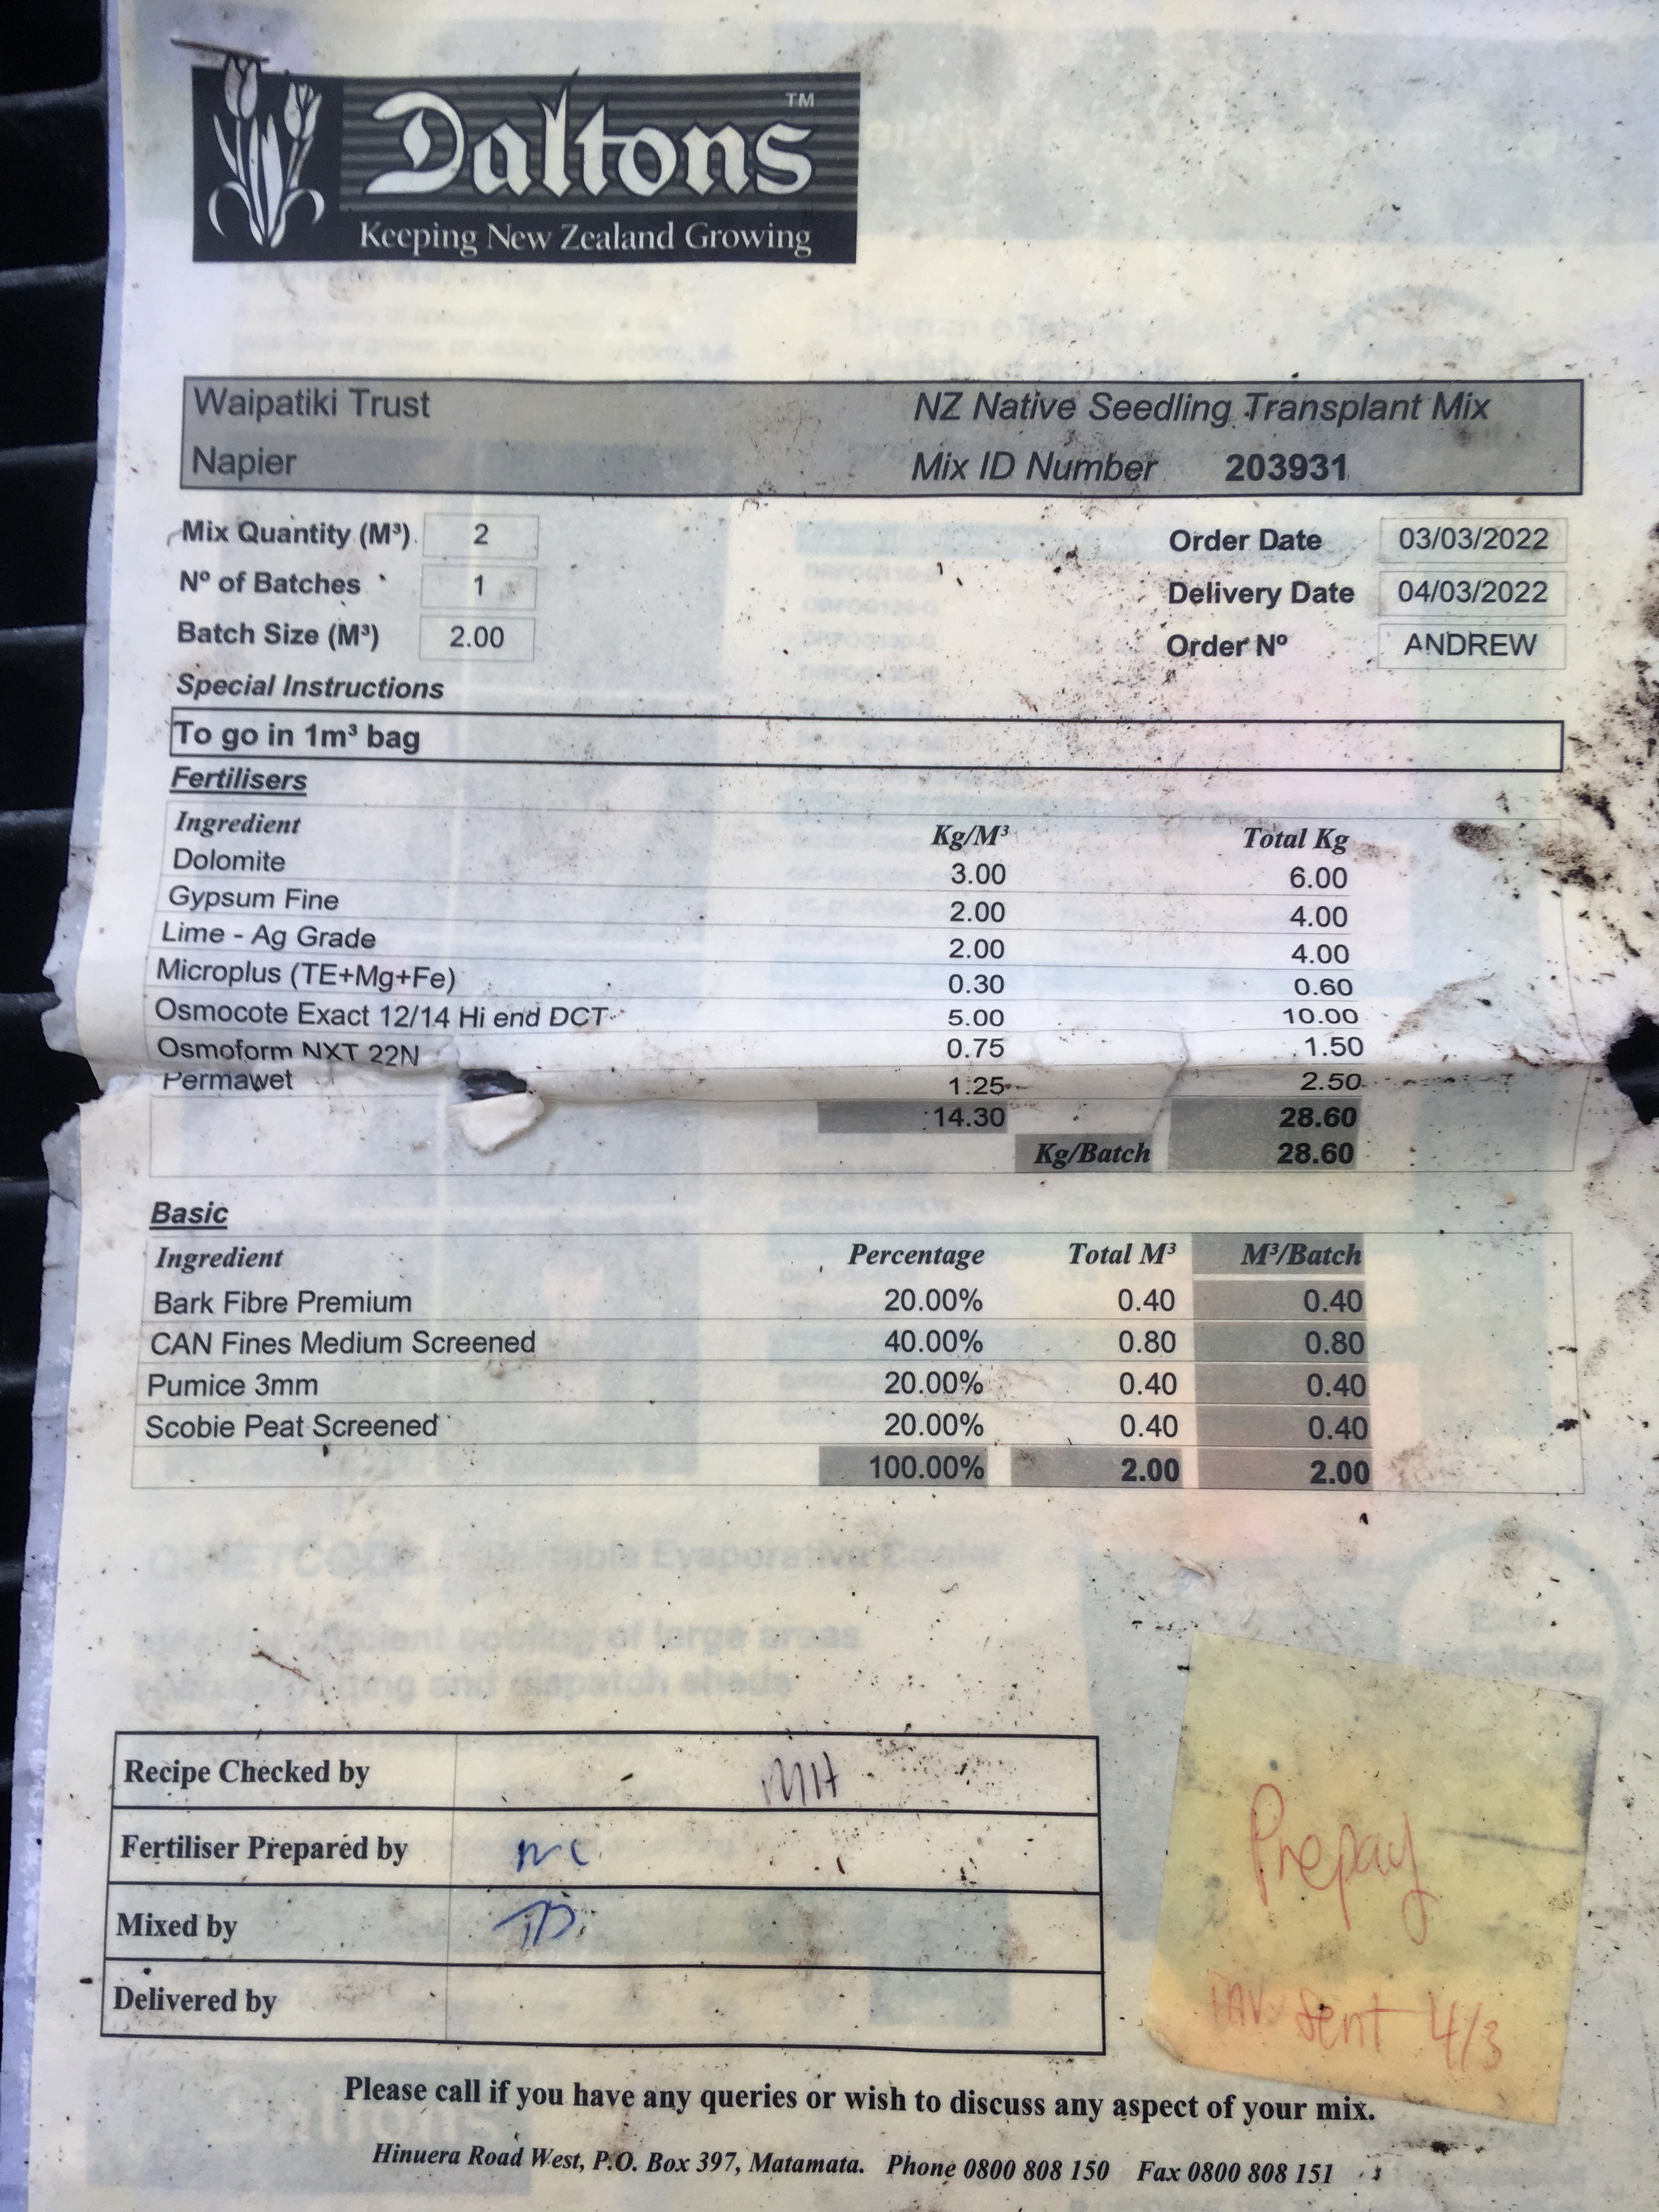 Daltons™
Keeping New Zealand Growing
Waipatiki Trust NZ Native Seedling Transplant Mix
Napier Mix ID Number 203931
Mix Quantity (M³) 2 Order Date 03/03/2022
Nº of Batches 1 Delivery Date 04/03/2022
Batch Size (M³) 2.00 Order Nº ANDREW
Special Instructions
To go in 1m³ bag
Fertilisers
Ingredient Kg/M³ Total Kg
Dolomite 3.00 6.00
Gypsum Fine 2.00 4.00
Lime - Ag Grade 2.00 4.00
Microplus (TE+Mg+Fe) 0.30 0.60
Osmocote Exact 12/14 Hi end DCT 5.00 10.00
Osmoform NXT 22N 0.75 1.50
Permawet 1.25 2.50
14.30 28.60
Kg/Batch 28.60
Basic
Ingredient Percentage Total M³ M³/Batch
Bark Fibre Premium 20.00% 0.40 0.40
CAN Fines Medium Screened 40.00% 0.80 0.80
Pumice 3mm 20.00% 0.40 0.40
Scobie Peat Screened 20.00% 0.40 0.40
100.00% 2.00 2.00
Recipe Checked by MH
Fertiliser Prepared by
Mixed by
Delivered by
Prepay
INV Sent 4/3
Please call if you have any queries or wish to discuss any aspect of your mix.
Hinuera Road West, P.O. Box 397, Matamata. Phone 0800 808 150 Fax 0800 808 151